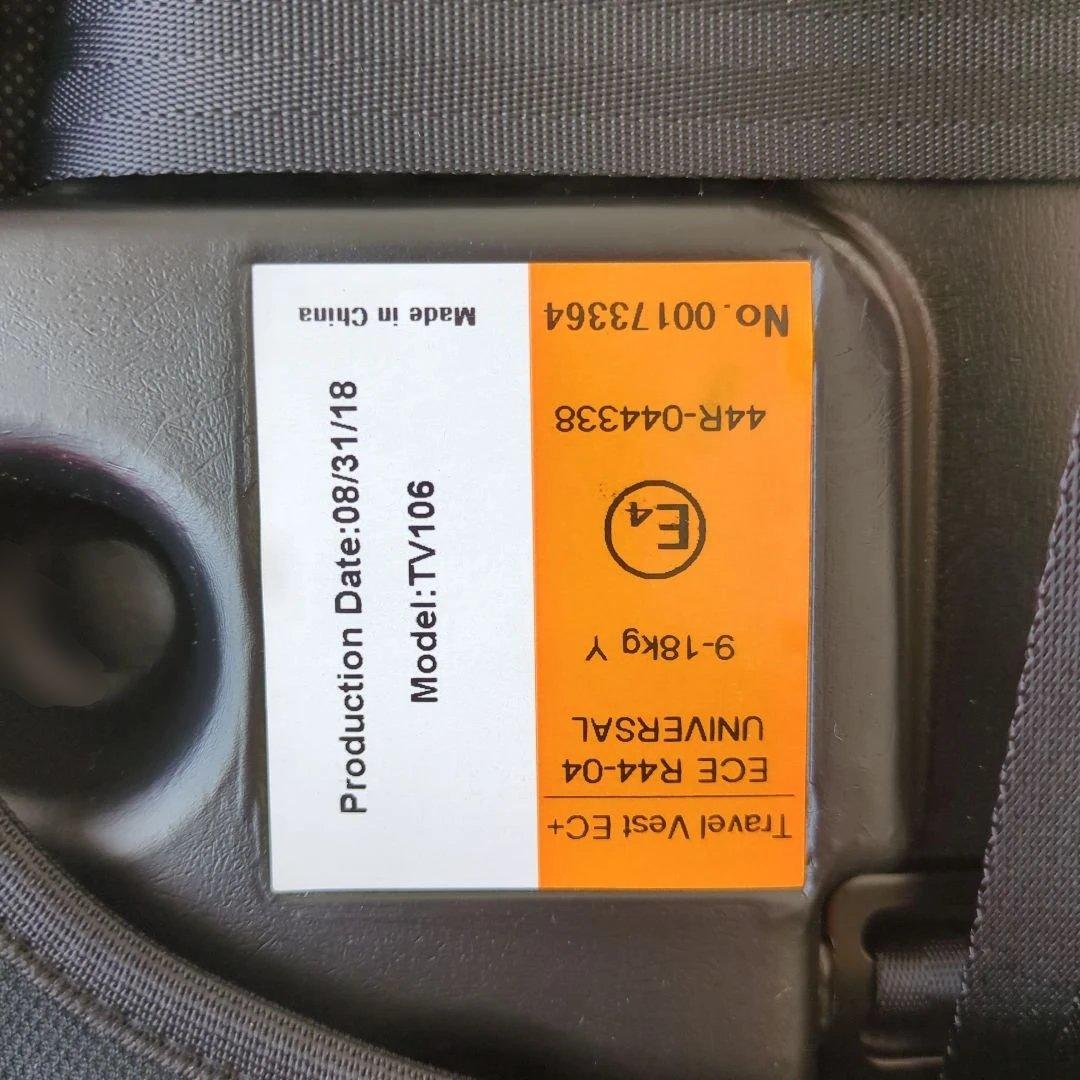 Travel Vest EC+
ECE R44-04
UNIVERSAL
9-18kg Y
E4
44R-044338
No. 00173364
Made in China
Production Date:08/31/18
Model:TV106